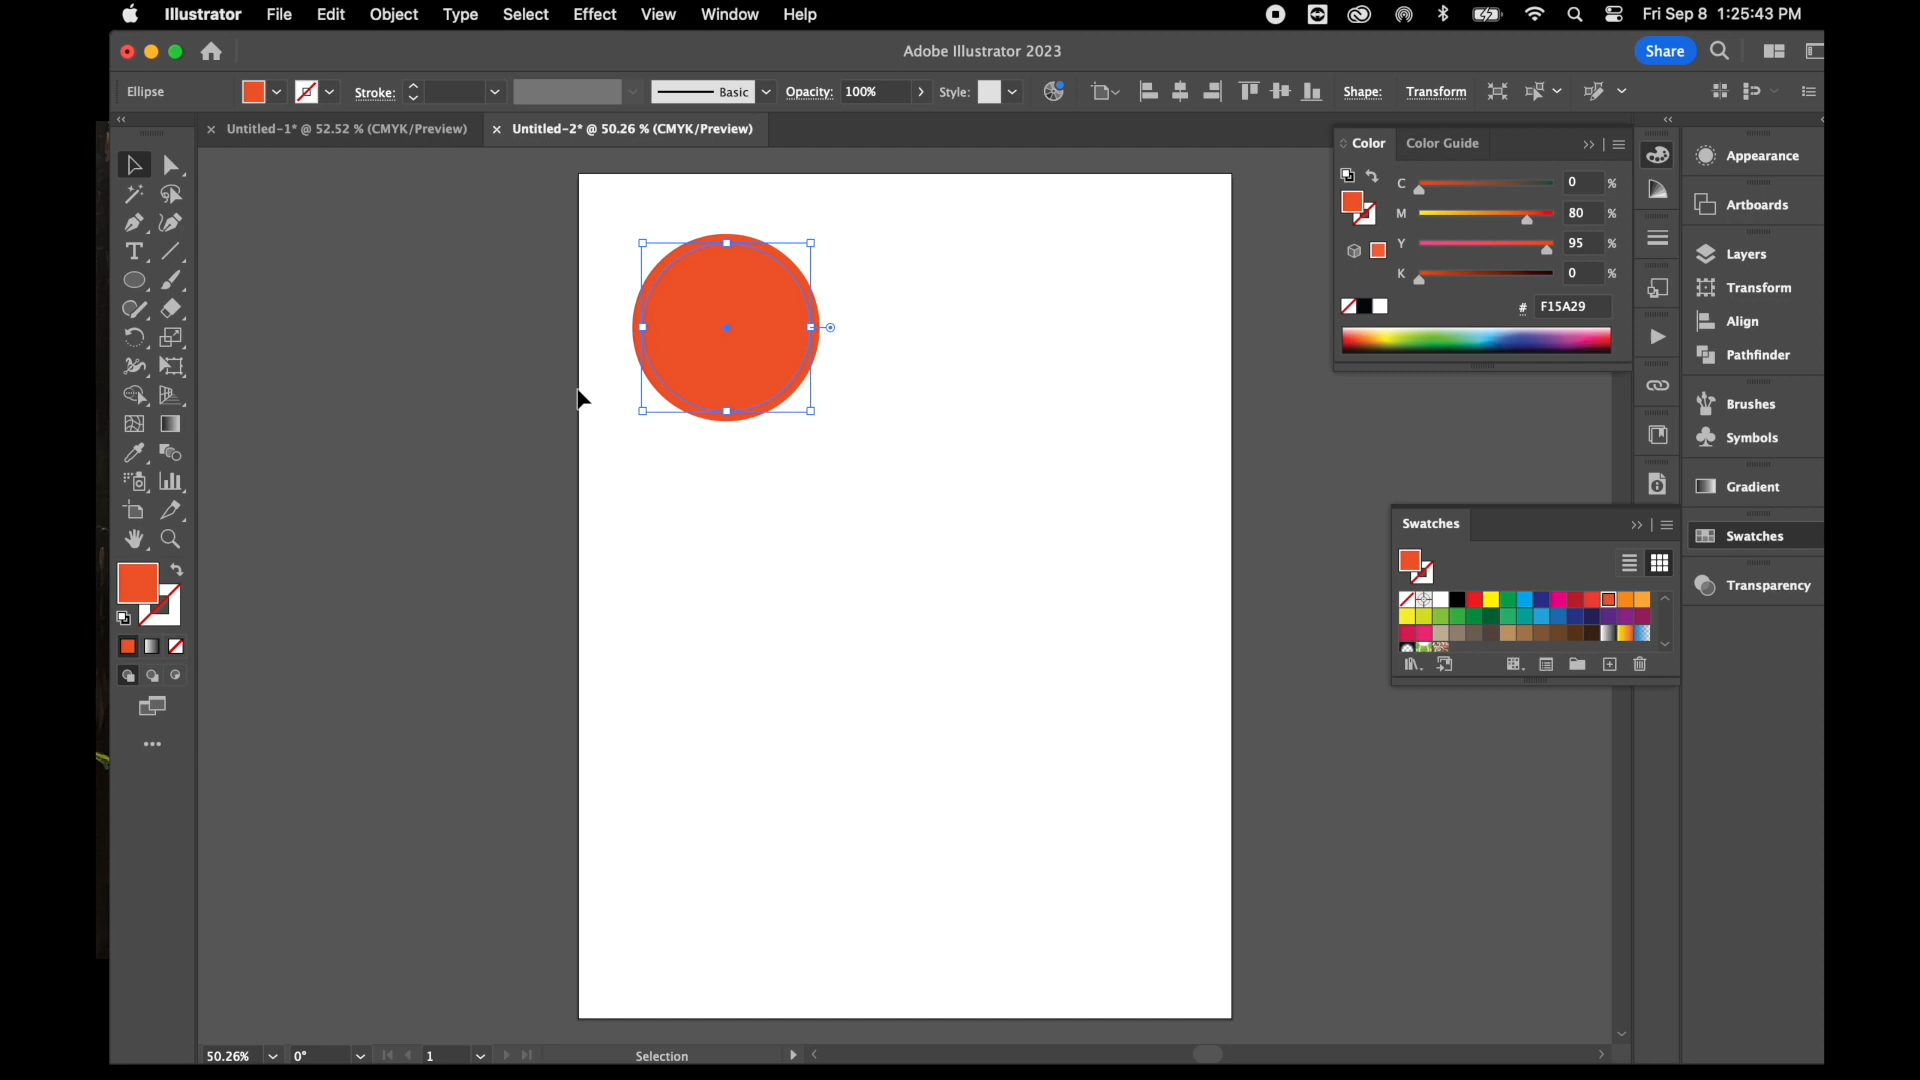 Illustrator File Edit Object Type Select Effect View Window Help Fri Sep 8 1:25:43 PM
Adobe Illustrator 2023 Share
Ellipse Stroke: Basic Opacity: 100% Style: Shape: Transform
Untitled-1* @ 52.52 % (CMYK/Preview) Untitled-2* @ 50.26 % (CMYK/Preview)
Color Color Guide
C 0 %
M 80 %
Y 95 %
K 0 %
# F15A29
Appearance
Artboards
Layers
Transform
Align
Pathfinder
Brushes
Symbols
Gradient
Swatches
Transparency
Swatches
50.26% 0° 1 Selection